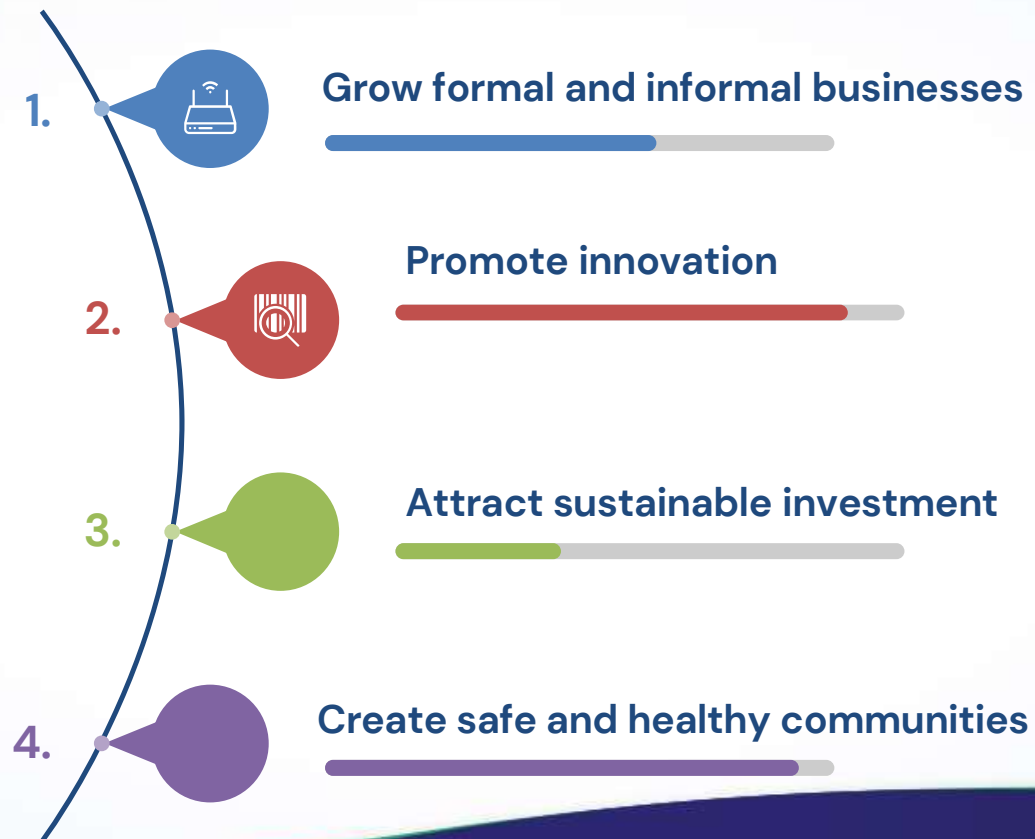 1.
Grow formal and informal businesses
2.
Promote innovation
3.
Attract sustainable investment
4.
Create safe and healthy communities